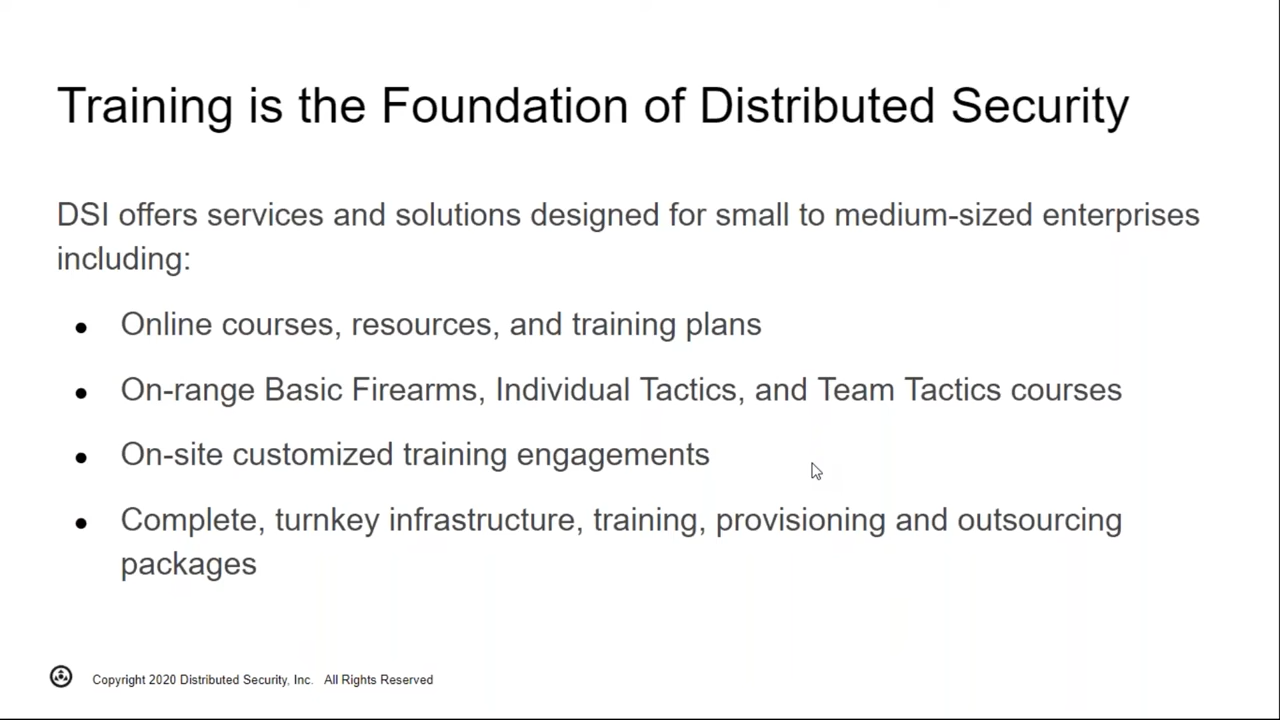 Training is the Foundation of Distributed Security
DSI offers services and solutions designed for small to medium-sized enterprises
including:
● Online courses, resources, and training plans
● On-range Basic Firearms, Individual Tactics, and Team Tactics courses
● On-site customized training engagements
● Complete, turnkey infrastructure, training, provisioning and outsourcing
packages
Copyright 2020 Distributed Security, Inc. All Rights Reserved